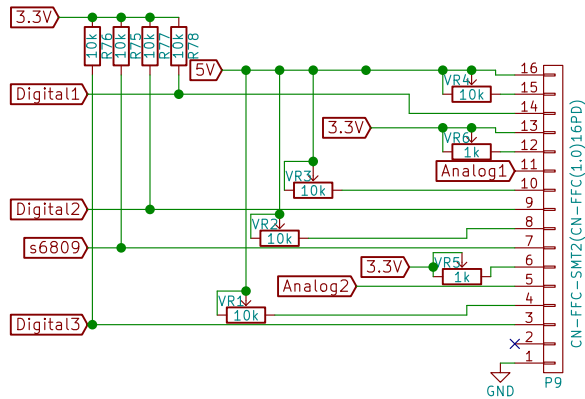 3.3V
10k R76
10k R75
10k R77
10k R78
5V
VR4
10k
16
15
Digital1
14
3.3V
13
VR6
1k
12
Analog1
11
VR3
10k
10
Digital2
9
VR2
10k
8
s6809
7
3.3V
VR5
1k
6
Analog2
5
VR1
10k
4
Digital3
3
2
1
GND
P9
CN-FFC-SMT2(CN-FFC(1.0)16PD)